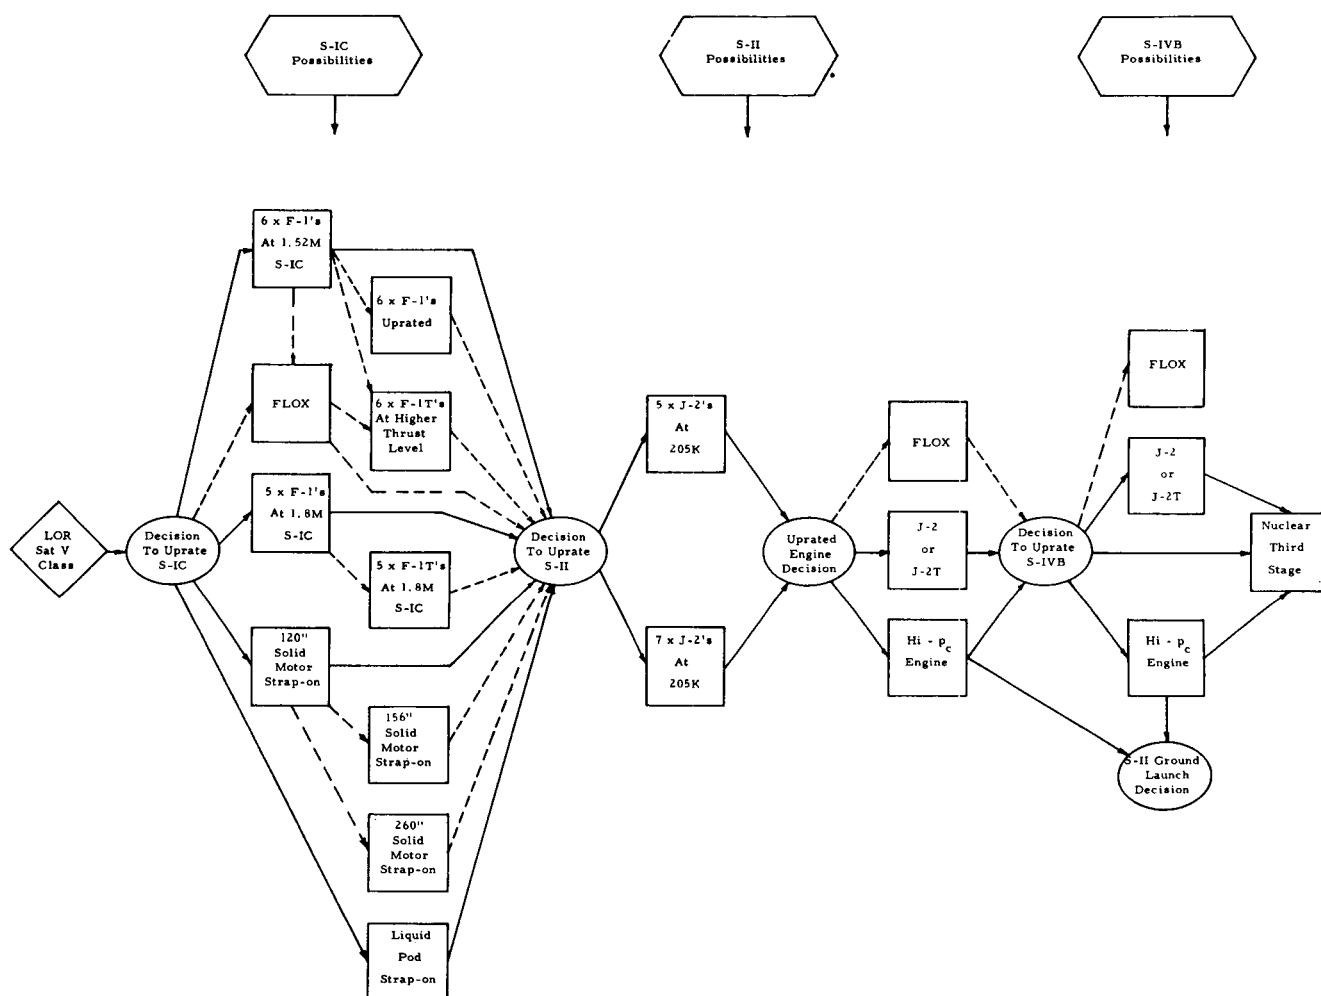 S-IC
Possibilities
S-II
Possibilities
S-IVB
Possibilities
6 x F-1's
At 1.52M
S-IC
6 x F-1's
Uprated
FLOX
6 x F-1T's
At Higher
Thrust
Level
5 x F-1's
At 1.8M
S-IC
5 x F-1T's
At 1.8M
S-IC
LOR
Sat V
Class
Decision
To Uprate
S-IC
120"
Solid
Motor
Strap-on
156"
Solid
Motor
Strap-on
260"
Solid
Motor
Strap-on
Liquid
Pod
Strap-on
Decision
To Uprate
S-II
5 x J-2's
At
205K
7 x J-2's
At
205K
Uprated
Engine
Decision
FLOX
J-2
or
J-2T
Hi - pc
Engine
Decision
To Uprate
S-IVB
FLOX
J-2
or
J-2T
Hi - pc
Engine
Nuclear
Third
Stage
S-II Ground
Launch
Decision